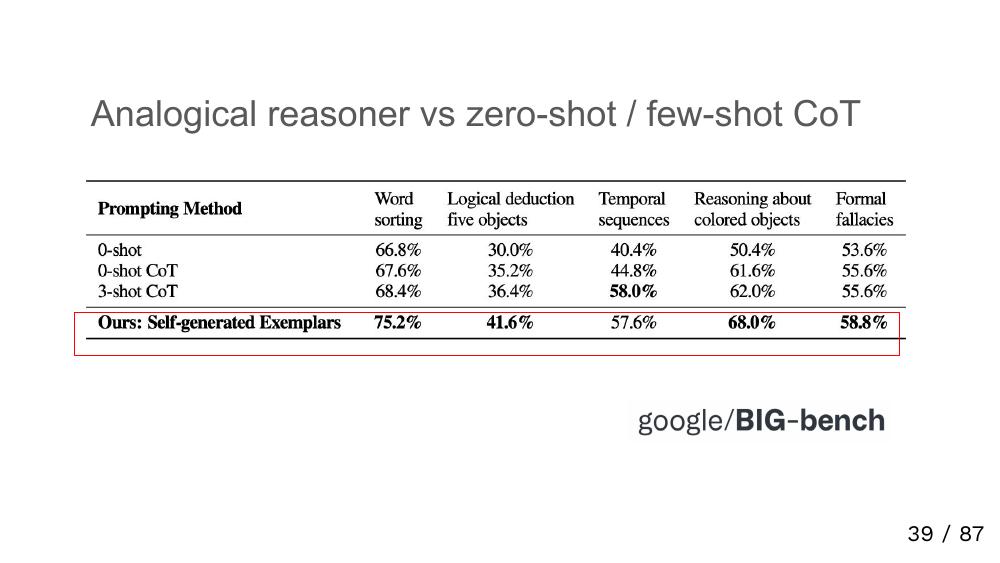 Analogical reasoner vs zero-shot / few-shot CoT
Prompting Method Word sorting Logical deduction five objects Temporal sequences Reasoning about colored objects Formal fallacies
0-shot 66.8% 30.0% 40.4% 50.4% 53.6%
0-shot CoT 67.6% 35.2% 44.8% 61.6% 55.6%
3-shot CoT 68.4% 36.4% 58.0% 62.0% 55.6%
Ours: Self-generated Exemplars 75.2% 41.6% 57.6% 68.0% 58.8%
google/BIG-bench
39 / 87